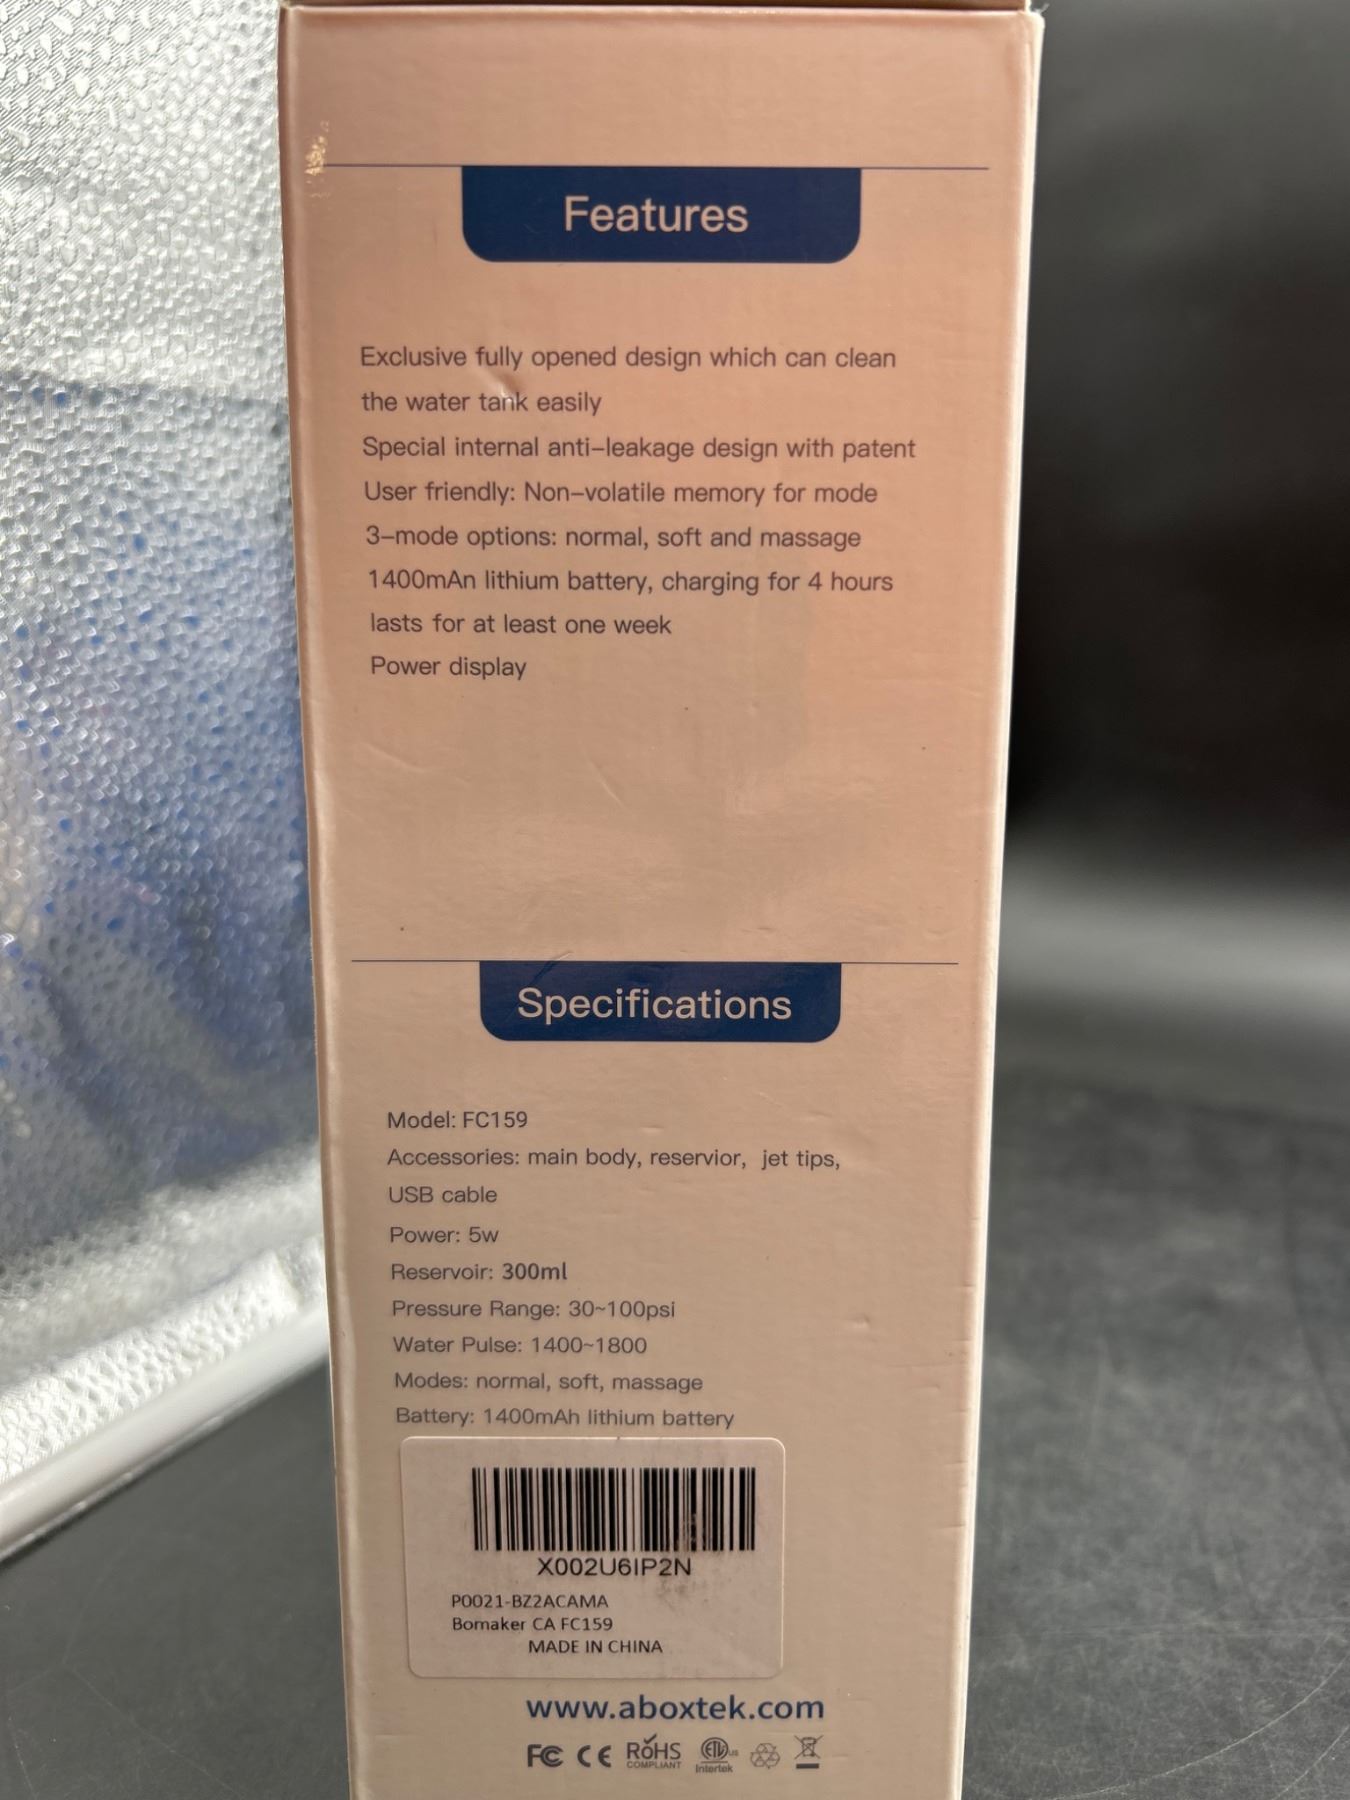 Features
Exclusive fully opened design which can clean
the water tank easily
Special internal anti-leakage design with patent
User friendly: Non-volatile memory for mode
3-mode options: normal, soft and massage
1400mAn lithium battery, charging for 4 hours
lasts for at least one week
Power display
Specifications
Model: FC159
Accessories: main body, reservior, jet tips,
USB cable
Power: 5w
Reservoir: 300ml
Pressure Range: 30~100psi
Water Pulse: 1400~1800
Modes: normal, soft, massage
Battery: 1400mAh lithium battery
X002U6IP2N
P0021-BZ2ACAMA
Bomaker CA FC159
MADE IN CHINA
www.aboxtek.com
FC CE RoHS COMPLIANT ETL us Intertek